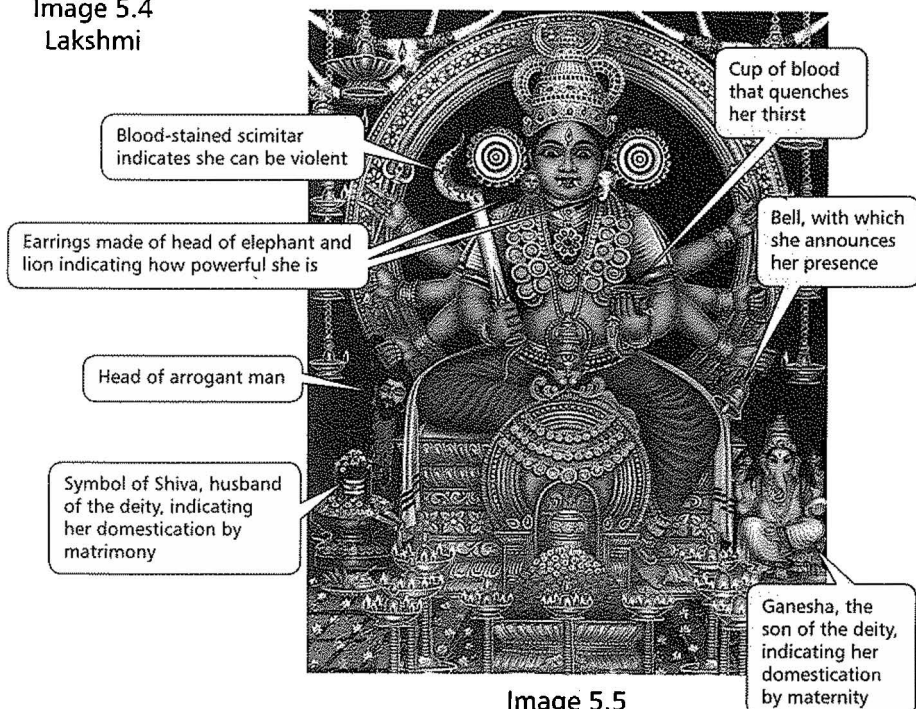 Image 5.4
Lakshmi
Cup of blood
that quenches
her thirst
Blood-stained scimitar
indicates she can be violent
Bell, with which
she announces
her presence
Earrings made of head of elephant and
lion indicating how powerful she is
Head of arrogant man
Symbol of Shiva, husband
of the deity, indicating
her domestication by
matrimony
Ganesha, the
son of the deity,
indicating her
domestication
by maternity
Image 5.5